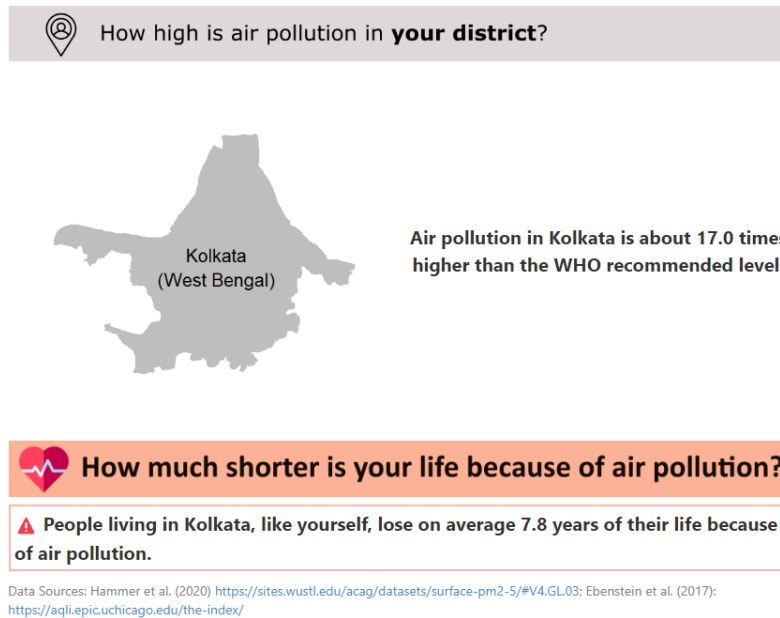 How high is air pollution in your district?
Kolkata
(West Bengal)
Air pollution in Kolkata is about 17.0 times
higher than the WHO recommended level
How much shorter is your life because of air pollution?
People living in Kolkata, like yourself, lose on average 7.8 years of their life because
of air pollution.
Data Sources: Hammer et al. (2020) https://sites.wustl.edu/acag/datasets/surface-pm2-5/#V4.GL.03; Ebenstein et al. (2017):
https://aqli.epic.uchicago.edu/the-index/